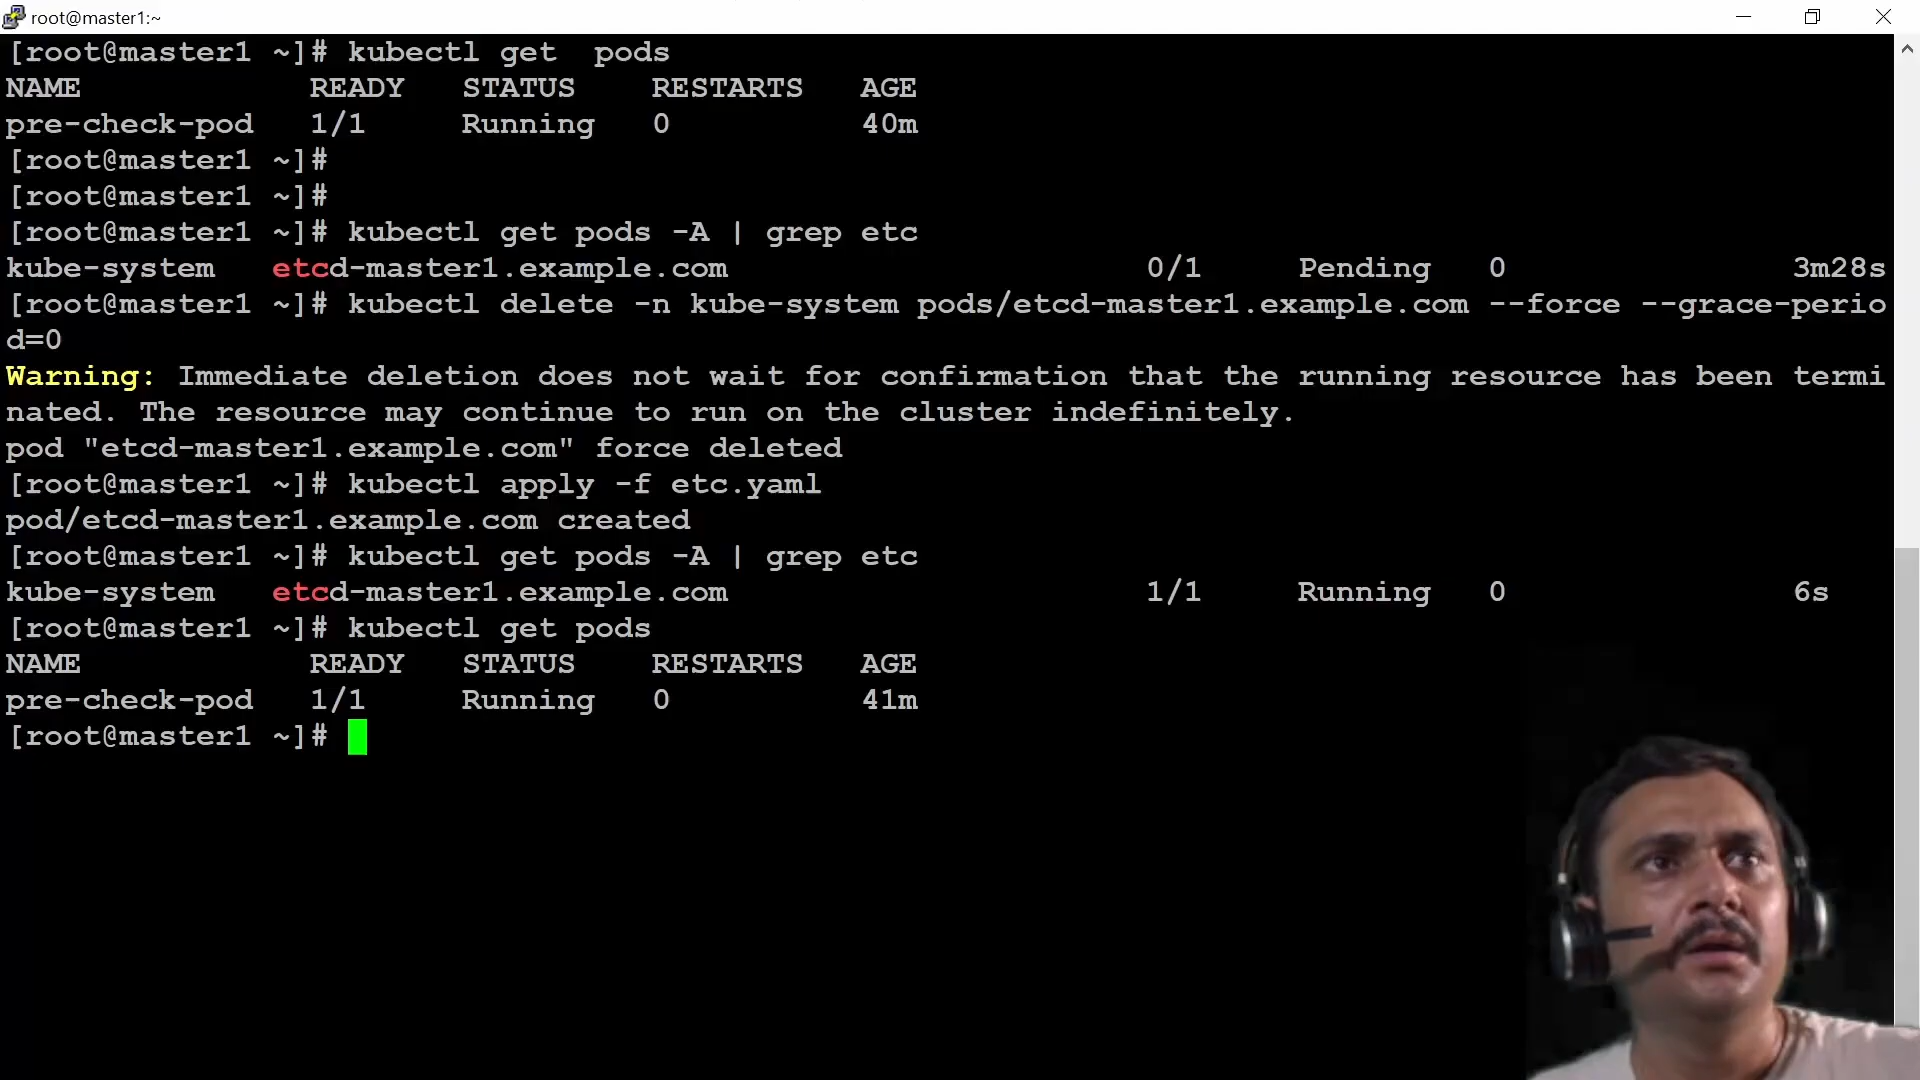 root@master1:~
[root@master1 ~]# kubectl get  pods
NAME            READY   STATUS    RESTARTS   AGE
pre-check-pod   1/1     Running   0          40m
[root@master1 ~]#
[root@master1 ~]#
[root@master1 ~]# kubectl get pods -A | grep etc
kube-system   etcd-master1.example.com                      0/1     Pending   0               3m28s
[root@master1 ~]# kubectl delete -n kube-system pods/etcd-master1.example.com --force --grace-perio
d=0
Warning: Immediate deletion does not wait for confirmation that the running resource has been termi
nated. The resource may continue to run on the cluster indefinitely.
pod "etcd-master1.example.com" force deleted
[root@master1 ~]# kubectl apply -f etc.yaml
pod/etcd-master1.example.com created
[root@master1 ~]# kubectl get pods -A | grep etc
kube-system   etcd-master1.example.com                      1/1     Running   0               6s
[root@master1 ~]# kubectl get pods
NAME            READY   STATUS    RESTARTS   AGE
pre-check-pod   1/1     Running   0          41m
[root@master1 ~]#